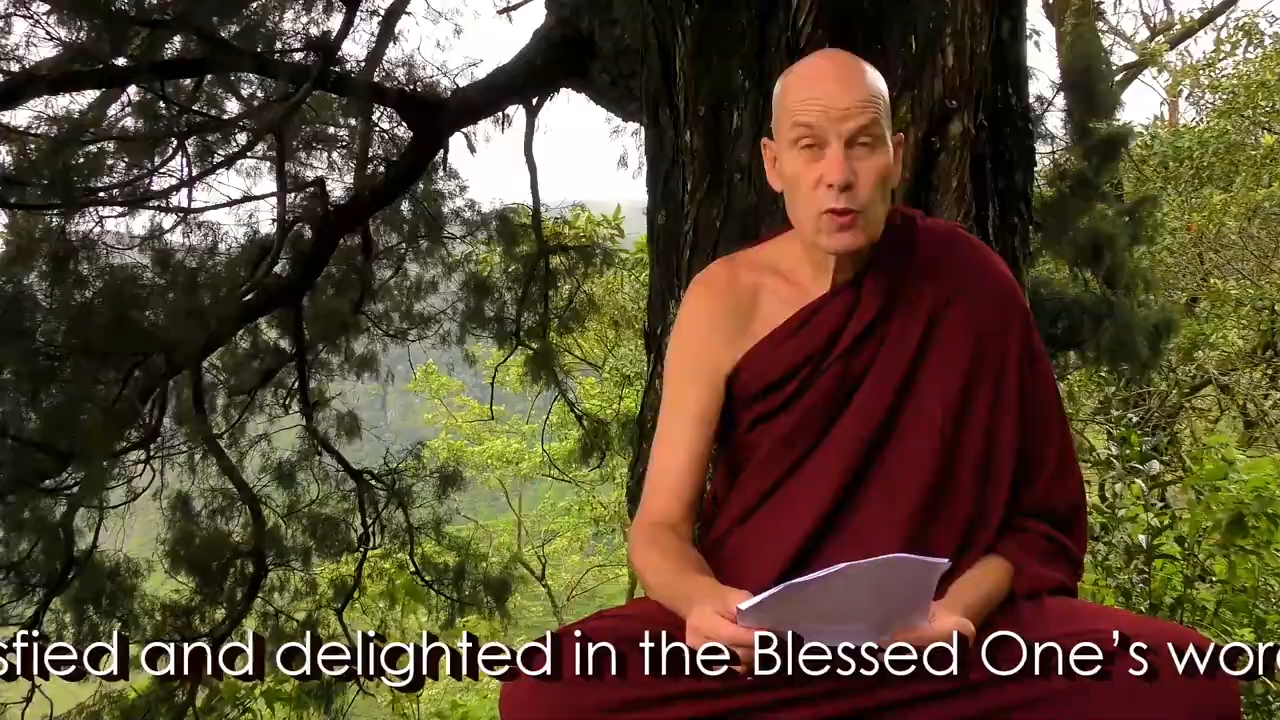 sfied and delighted in the Blessed One’s wor